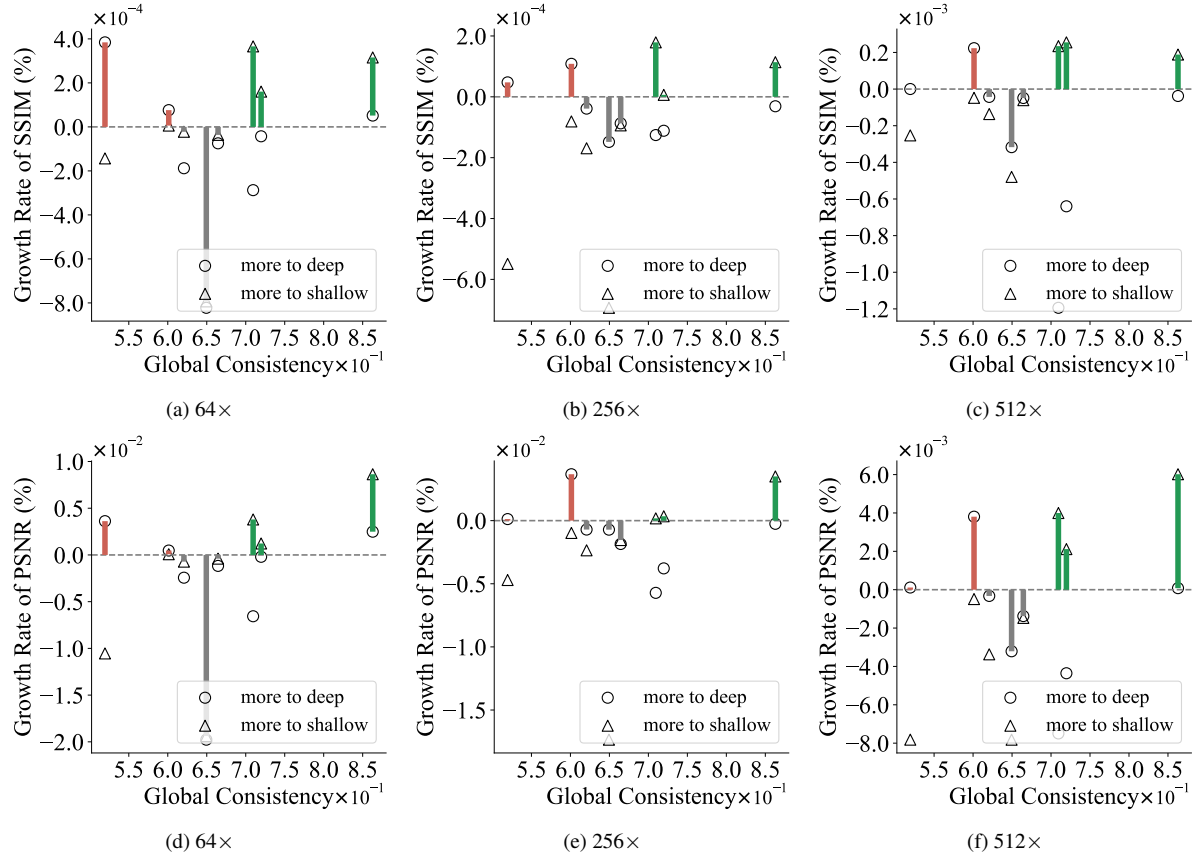 ×10⁻⁴
Growth Rate of SSIM (%)
4.0
2.0
0.0
−2.0
−4.0
−6.0
−8.0
more to deep
more to shallow
5.5 6.0 6.5 7.0 7.5 8.0 8.5
Global Consistency×10⁻¹
(a) 64×
×10⁻⁴
Growth Rate of SSIM (%)
2.0
0.0
−2.0
−4.0
−6.0
more to deep
more to shallow
5.5 6.0 6.5 7.0 7.5 8.0 8.5
Global Consistency×10⁻¹
(b) 256×
×10⁻³
Growth Rate of SSIM (%)
0.2
0.0
−0.2
−0.4
−0.6
−0.8
−1.0
−1.2
more to deep
more to shallow
5.5 6.0 6.5 7.0 7.5 8.0 8.5
Global Consistency×10⁻¹
(c) 512×
×10⁻²
Growth Rate of PSNR (%)
1.0
0.5
0.0
−0.5
−1.0
−1.5
−2.0
more to deep
more to shallow
5.5 6.0 6.5 7.0 7.5 8.0 8.5
Global Consistency×10⁻¹
(d) 64×
×10⁻²
Growth Rate of PSNR (%)
0.0
−0.5
−1.0
−1.5
more to deep
more to shallow
5.5 6.0 6.5 7.0 7.5 8.0 8.5
Global Consistency×10⁻¹
(e) 256×
×10⁻³
Growth Rate of PSNR (%)
6.0
4.0
2.0
0.0
−2.0
−4.0
−6.0
−8.0
more to deep
more to shallow
5.5 6.0 6.5 7.0 7.5 8.0 8.5
Global Consistency×10⁻¹
(f) 512×